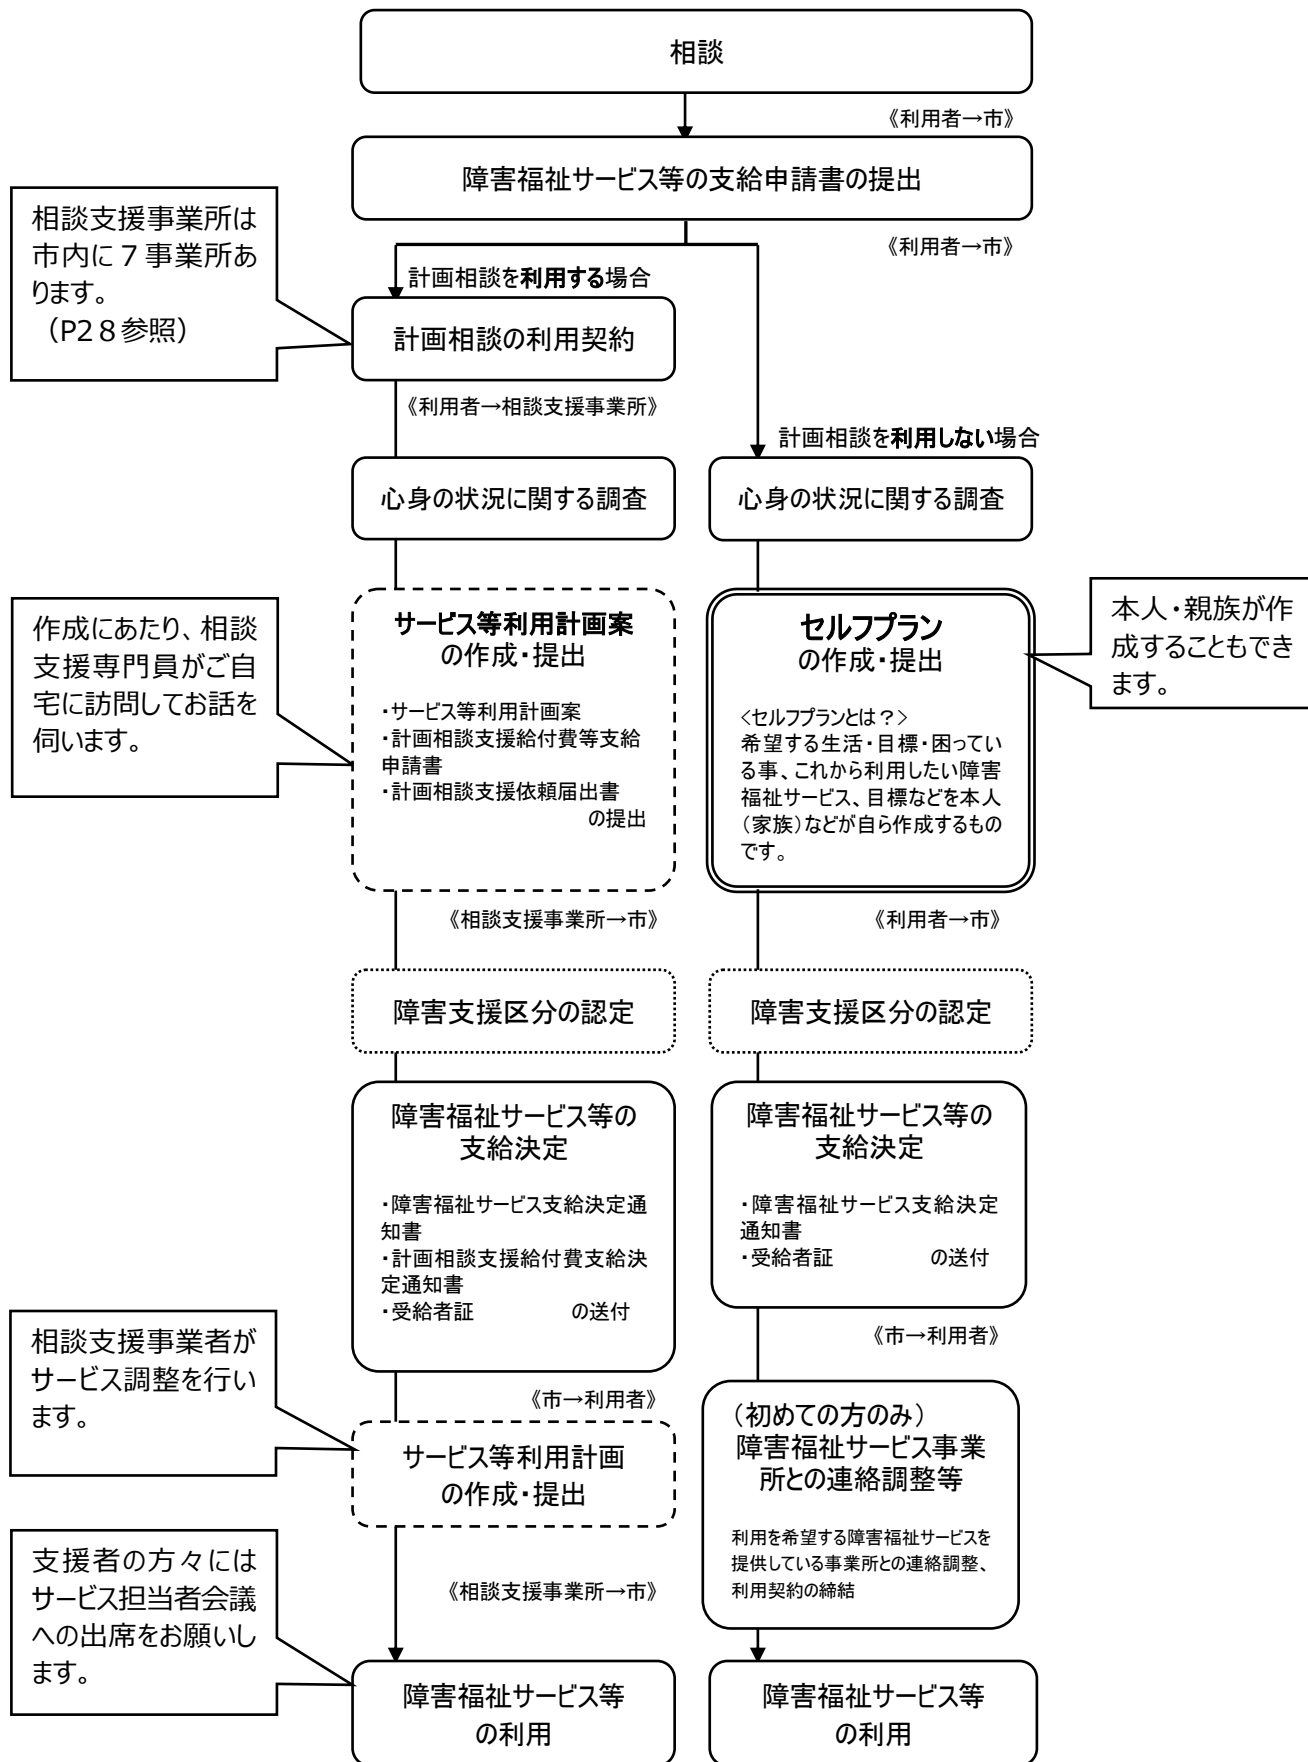 相談
《利用者→市》
障害福祉サービス等の支給申請書の提出
《利用者→市》
相談支援事業所は
市内に７事業所あ
ります。
（P2８参照）
計画相談を利用する場合
計画相談の利用契約
《利用者→相談支援事業所》
計画相談を利用しない場合
心身の状況に関する調査
心身の状況に関する調査
作成にあたり、相談
支援専門員がご自
宅に訪問してお話を
伺います。
サービス等利用計画案
の作成・提出
・サービス等利用計画案
・計画相談支援給付費等支給
申請書
・計画相談支援依頼届出書
の提出
セルフプラン
の作成・提出
＜セルフプランとは？＞
希望する生活・目標・困ってい
る事、これから利用したい障害
福祉サービス、目標などを本人
（家族）などが自ら作成するもの
です。
本人・親族が作
成することもでき
ます。
《相談支援事業所→市》
《利用者→市》
障害支援区分の認定
障害支援区分の認定
障害福祉サービス等の
支給決定
・障害福祉サービス支給決定通
知書
・計画相談支援給付費支給決
定通知書
・受給者証　の送付
障害福祉サービス等の
支給決定
・障害福祉サービス支給決定
通知書
・受給者証　の送付
《市→利用者》
相談支援事業者が
サービス調整を行い
ます。
《市→利用者》
サービス等利用計画
の作成・提出
（初めての方のみ）
障害福祉サービス事業
所との連絡調整等
利用を希望する障害福祉サービスを
提供している事業所との連絡調整、
利用契約の締結
支援者の方々には
サービス担当者会議
への出席をお願いし
ます。
《相談支援事業所→市》
障害福祉サービス等
の利用
障害福祉サービス等
の利用